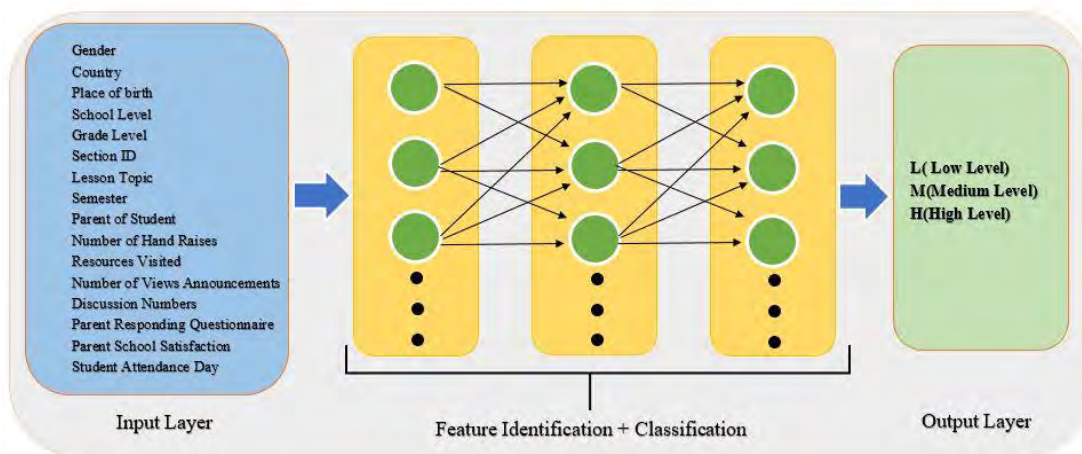 Gender
Country
Place of birth
School Level
Grade Level
Section ID
Lesson Topic
Semester
Parent of Student
Number of Hand Raises
Resources Visited
Number of Views Announcements
Discussion Numbers
Parent Responding Questionnaire
Parent School Satisfaction
Student Attendance Day
Input Layer
Feature Identification + Classification
L( Low Level)
M(Medium Level)
H(High Level)
Output Layer